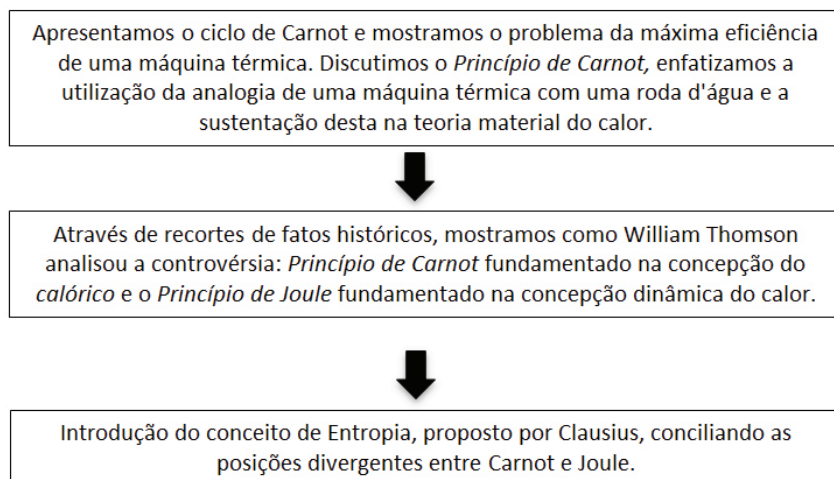 Apresentamos o ciclo de Carnot e mostramos o problema da máxima eficiência
de uma máquina térmica. Discutimos o Princípio de Carnot, enfatizamos a
utilização da analogia de uma máquina térmica com uma roda d'água e a
sustentação desta na teoria material do calor.
Através de recortes de fatos históricos, mostramos como William Thomson
analisou a controvérsia: Princípio de Carnot fundamentado na concepção do
calórico e o Princípio de Joule fundamentado na concepção dinâmica do calor.
Introdução do conceito de Entropia, proposto por Clausius, conciliando as
posições divergentes entre Carnot e Joule.